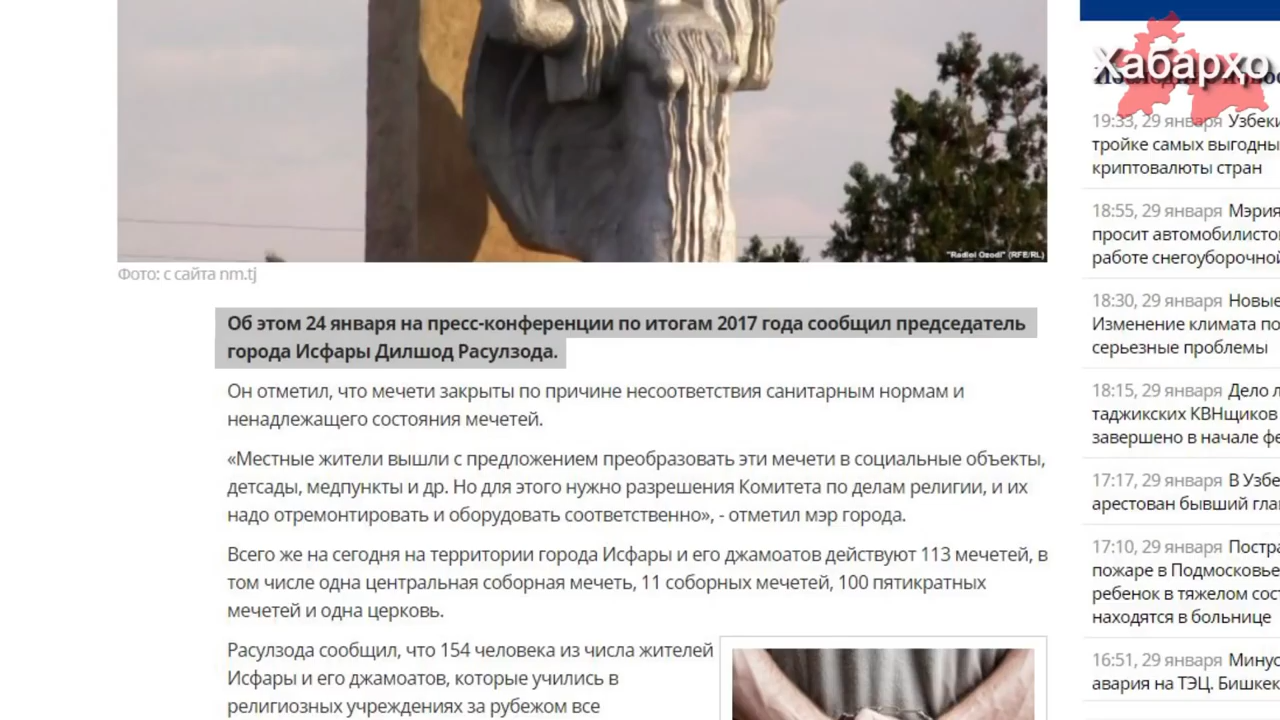 "Radioi Ozodi" (RFE/RL)
Фото: с сайта nm.tj
Об этом 24 января на пресс-конференции по итогам 2017 года сообщил председатель
города Исфары Дилшод Расулзода.
Он отметил, что мечети закрыты по причине несоответствия санитарным нормам и
ненадлежащего состояния мечетей.
«Местные жители вышли с предложением преобразовать эти мечети в социальные объекты,
детсады, медпункты и др. Но для этого нужно разрешения Комитета по делам религии, и их
надо отремонтировать и оборудовать соответственно», - отметил мэр города.
Всего же на сегодня на территории города Исфары и его джамоатов действуют 113 мечетей, в
том числе одна центральная соборная мечеть, 11 соборных мечетей, 100 пятикратных
мечетей и одна церковь.
Расулзода сообщил, что 154 человека из числа жителей
Исфары и его джамоатов, которые учились в
религиозных учреждениях за рубежом все
Хабархо
19:33, 29 января Узбеки
тройке самых выгодны
криптовалюты стран
18:55, 29 января Мэрия
просит автомобилисто
работе снегоуборочной
18:30, 29 января Новые
Изменение климата по
серьезные проблемы
18:15, 29 января Дело л
таджикских КВНщиков
завершено в начале фе
17:17, 29 января В Узбе
арестован бывший гла
17:10, 29 января Постра
пожаре в Подмосковье
ребенок в тяжелом сос
находятся в больнице
16:51, 29 января Минус
авария на ТЭЦ. Бишкек